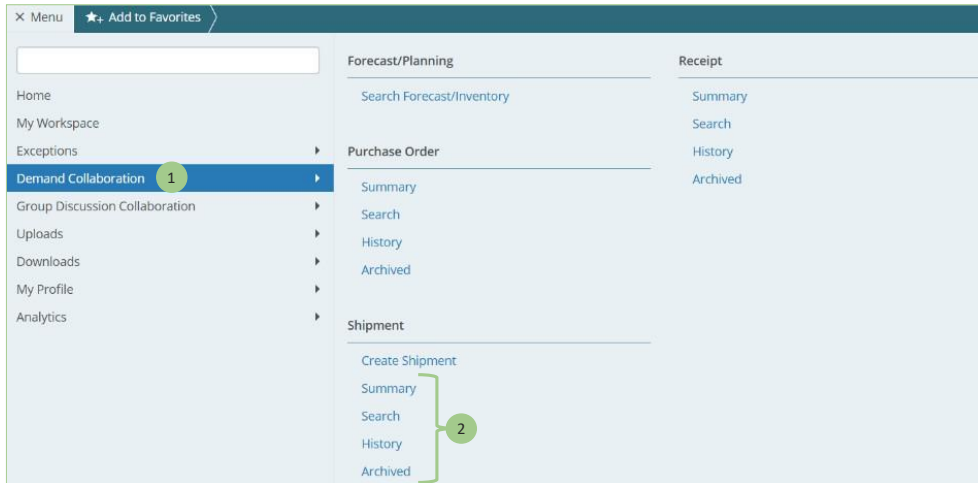 × Menu
★+ Add to Favorites
Home
My Workspace
Exceptions
Demand Collaboration 1
Group Discussion Collaboration
Uploads
Downloads
My Profile
Analytics
Forecast/Planning
Search Forecast/Inventory
Purchase Order
Summary
Search
History
Archived
Shipment
Create Shipment
Summary
Search
2
History
Archived
Receipt
Summary
Search
History
Archived